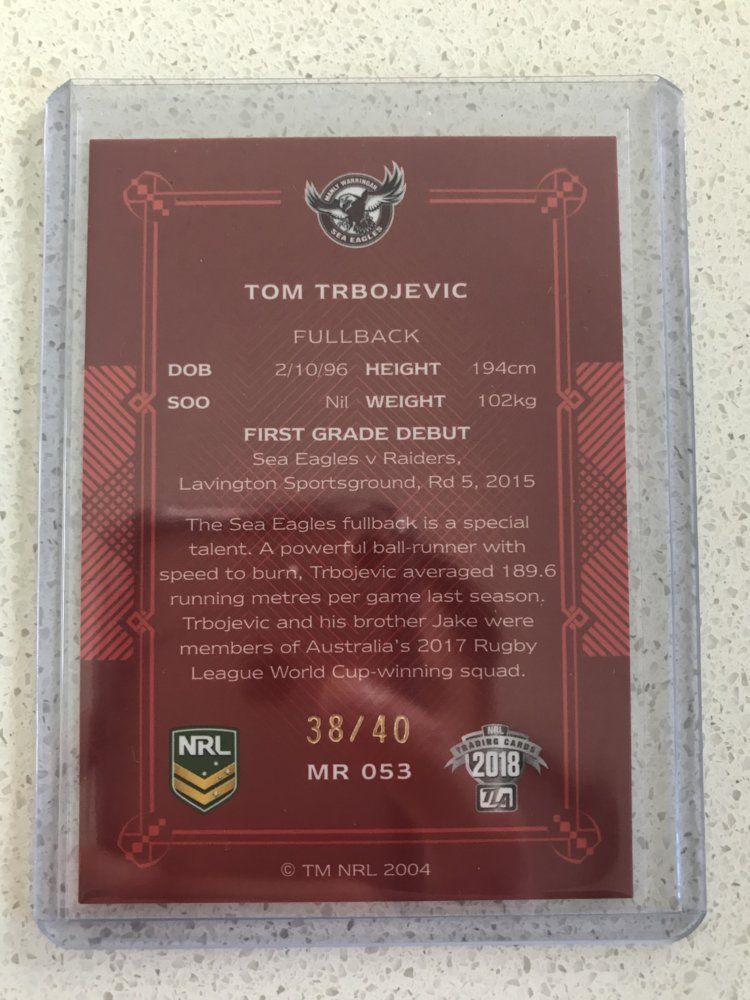 MANLY WARRINGAH
SEA EAGLES
TOM TRBOJEVIC
FULLBACK
DOB 2/10/96 HEIGHT 194cm
SOO Nil WEIGHT 102kg
FIRST GRADE DEBUT
Sea Eagles v Raiders,
Lavington Sportsground, Rd 5, 2015
The Sea Eagles fullback is a special
talent. A powerful ball-runner with
speed to burn, Trbojevic averaged 189.6
running metres per game last season.
Trbojevic and his brother Jake were
members of Australia's 2017 Rugby
League World Cup-winning squad.
38/40
MR 053
NRL
NRL
TRADING CARDS
2018
TLA
© TM NRL 2004